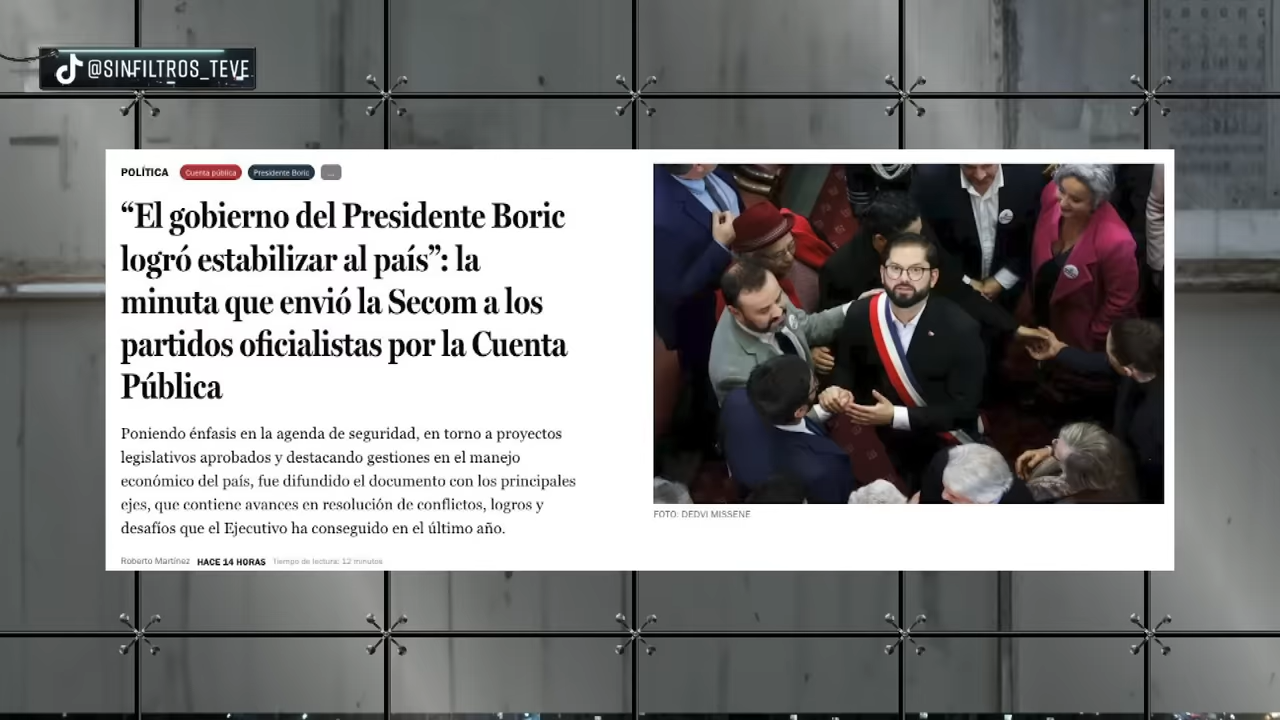 @SINFILTROS_TEVE
POLÍTICA Cuenta pública Presidente Boric ...
“El gobierno del Presidente Boric
logró estabilizar al país”: la
minuta que envió la Secom a los
partidos oficialistas por la Cuenta
Pública
Poniendo énfasis en la agenda de seguridad, en torno a proyectos
legislativos aprobados y destacando gestiones en el manejo
económico del país, fue difundido el documento con los principales
ejes, que contiene avances en resolución de conflictos, logros y
desafíos que el Ejecutivo ha conseguido en el último año.
Roberto Martínez HACE 14 HORAS Tiempo de lectura: 12 minutos
FOTO: DEDVI MISSENE